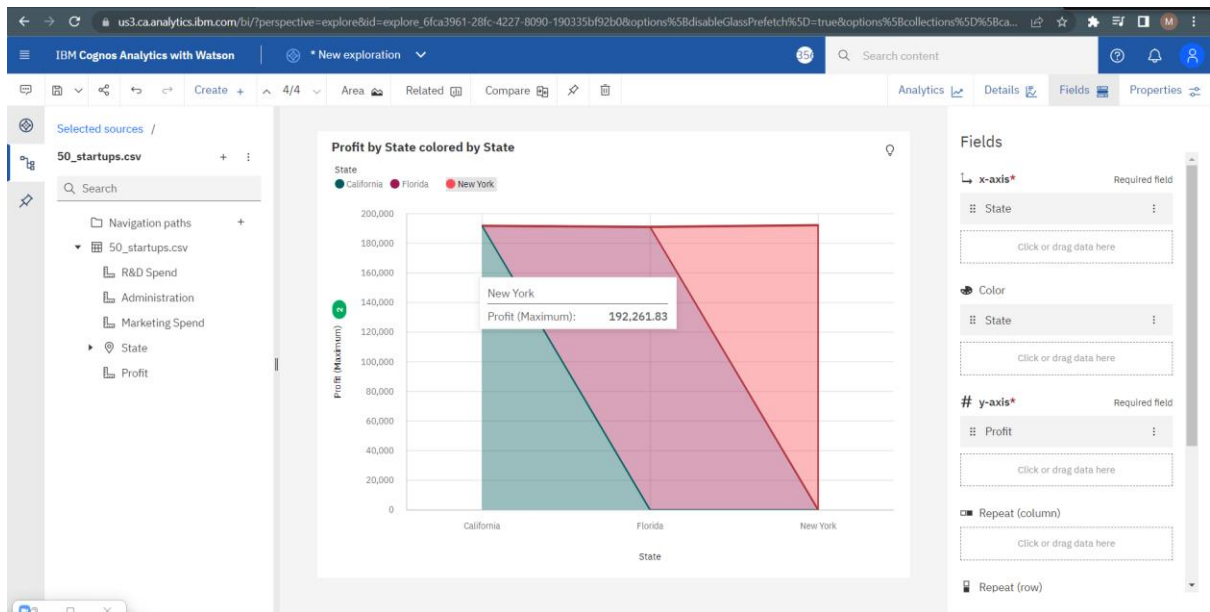 us3.ca.analytics.ibm.com/bi/?perspective=explore&id=explore_6fca3961-28fc-4227-8090-190335bf92b0&options%5BdisableGlassPrefetch%5D=true&options%5Bcollections%5D%5Bca...
M
IBM Cognos Analytics with Watson
* New exploration
Search content
Create +
4/4
Area
Related
Compare
Analytics
Details
Fields
Properties
Selected sources /
50_startups.csv
Search
Navigation paths
50_startups.csv
R&D Spend
Administration
Marketing Spend
State
Profit
Profit by State colored by State
State
California
Florida
New York
200,000
180,000
160,000
140,000
120,000
100,000
80,000
60,000
40,000
20,000
0
Profit (Maximum)
2
New York
Profit (Maximum): 192,261.83
California
Florida
New York
State
Fields
x-axis* Required field
State
Click or drag data here
Color
State
Click or drag data here
# y-axis* Required field
Profit
Click or drag data here
Repeat (column)
Click or drag data here
Repeat (row)